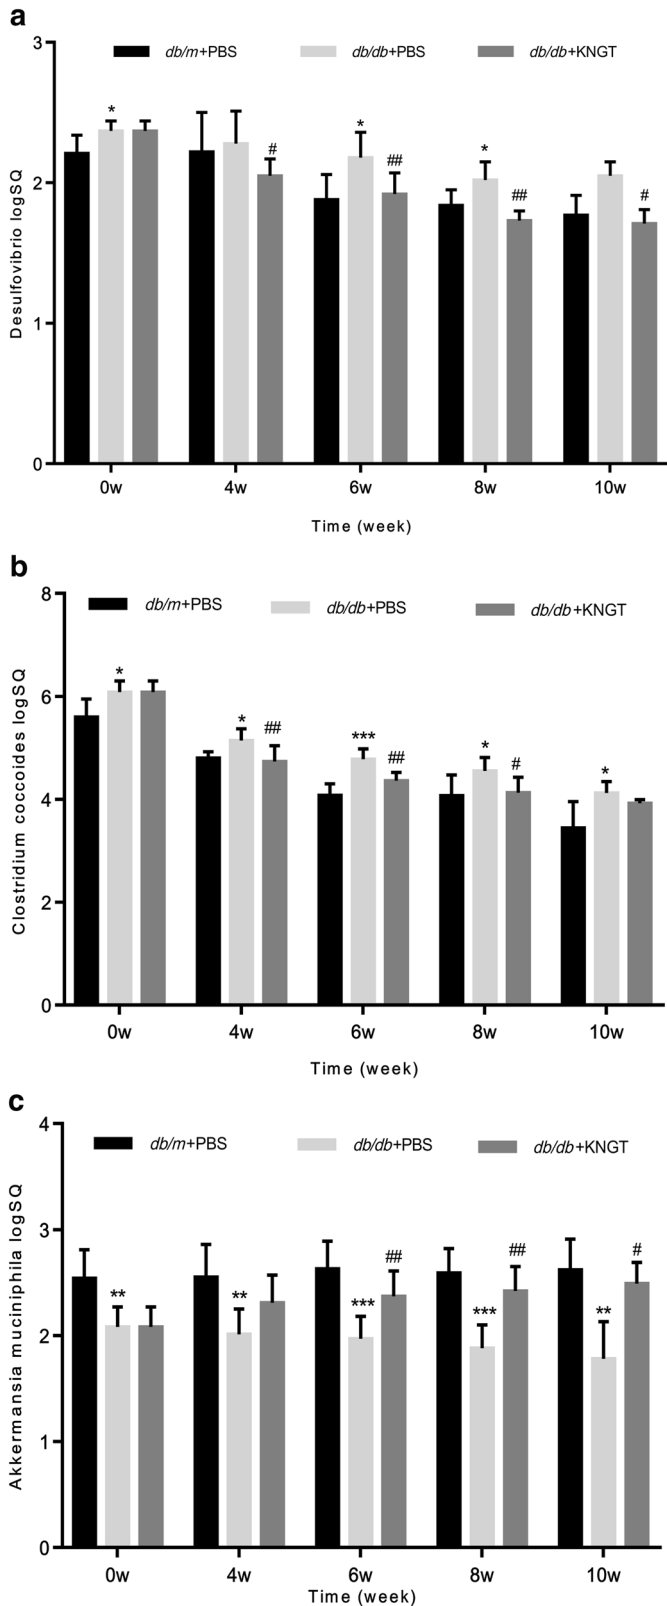 a
3
db/m+PBS db/db+PBS db/db+KNGT
* # * ## * ## #
2
1
0
Desulfovibrio logSQ
0w 4w 6w 8w 10w
Time (week)
b
8
db/m+PBS db/db+PBS db/db+KNGT
* * ## *** ## * # *
6
4
2
0
Clostridium coccoides logSQ
0w 4w 6w 8w 10w
Time (week)
c
4
db/m+PBS db/db+PBS db/db+KNGT
** ** *** ## *** ## ** #
3
2
1
0
Akkermansia muciniphila logSQ
0w 4w 6w 8w 10w
Time (week)